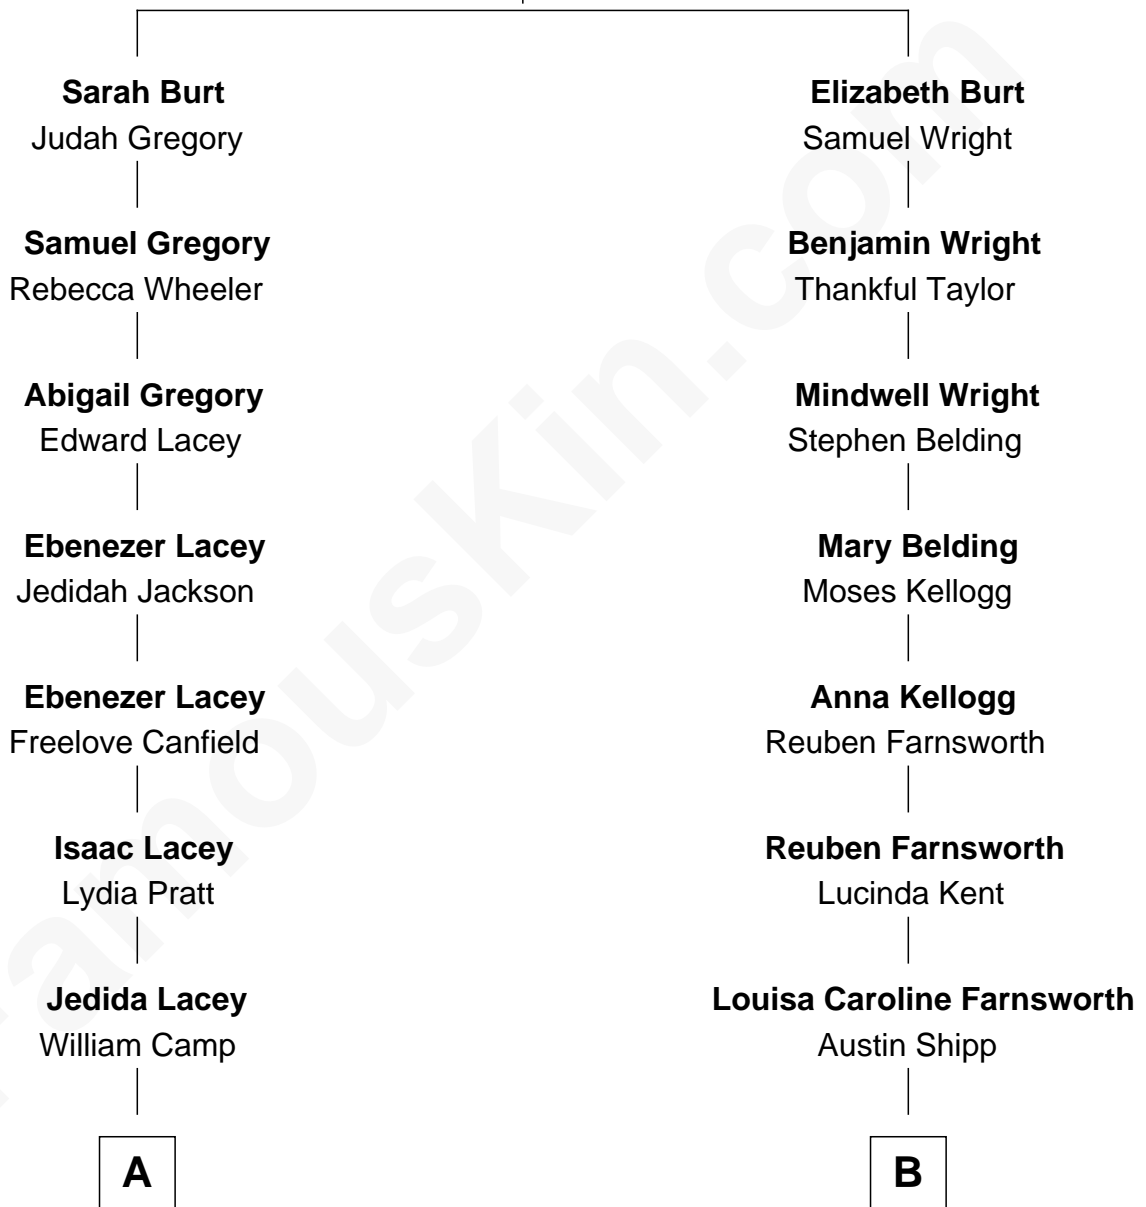 Sarah Burt
Judah Gregory
Samuel Gregory
Rebecca Wheeler
Abigail Gregory
Edward Lacey
Ebenezer Lacey
Jedidah Jackson
Ebenezer Lacey
Freelove Canfield
Isaac Lacey
Lydia Pratt
Jedida Lacey
William Camp
A
Elizabeth Burt
Samuel Wright
Benjamin Wright
Thankful Taylor
Mindwell Wright
Stephen Belding
Mary Belding
Moses Kellogg
Anna Kellogg
Reuben Farnsworth
Reuben Farnsworth
Lucinda Kent
Louisa Caroline Farnsworth
Austin Shipp
B
FamousKin.com